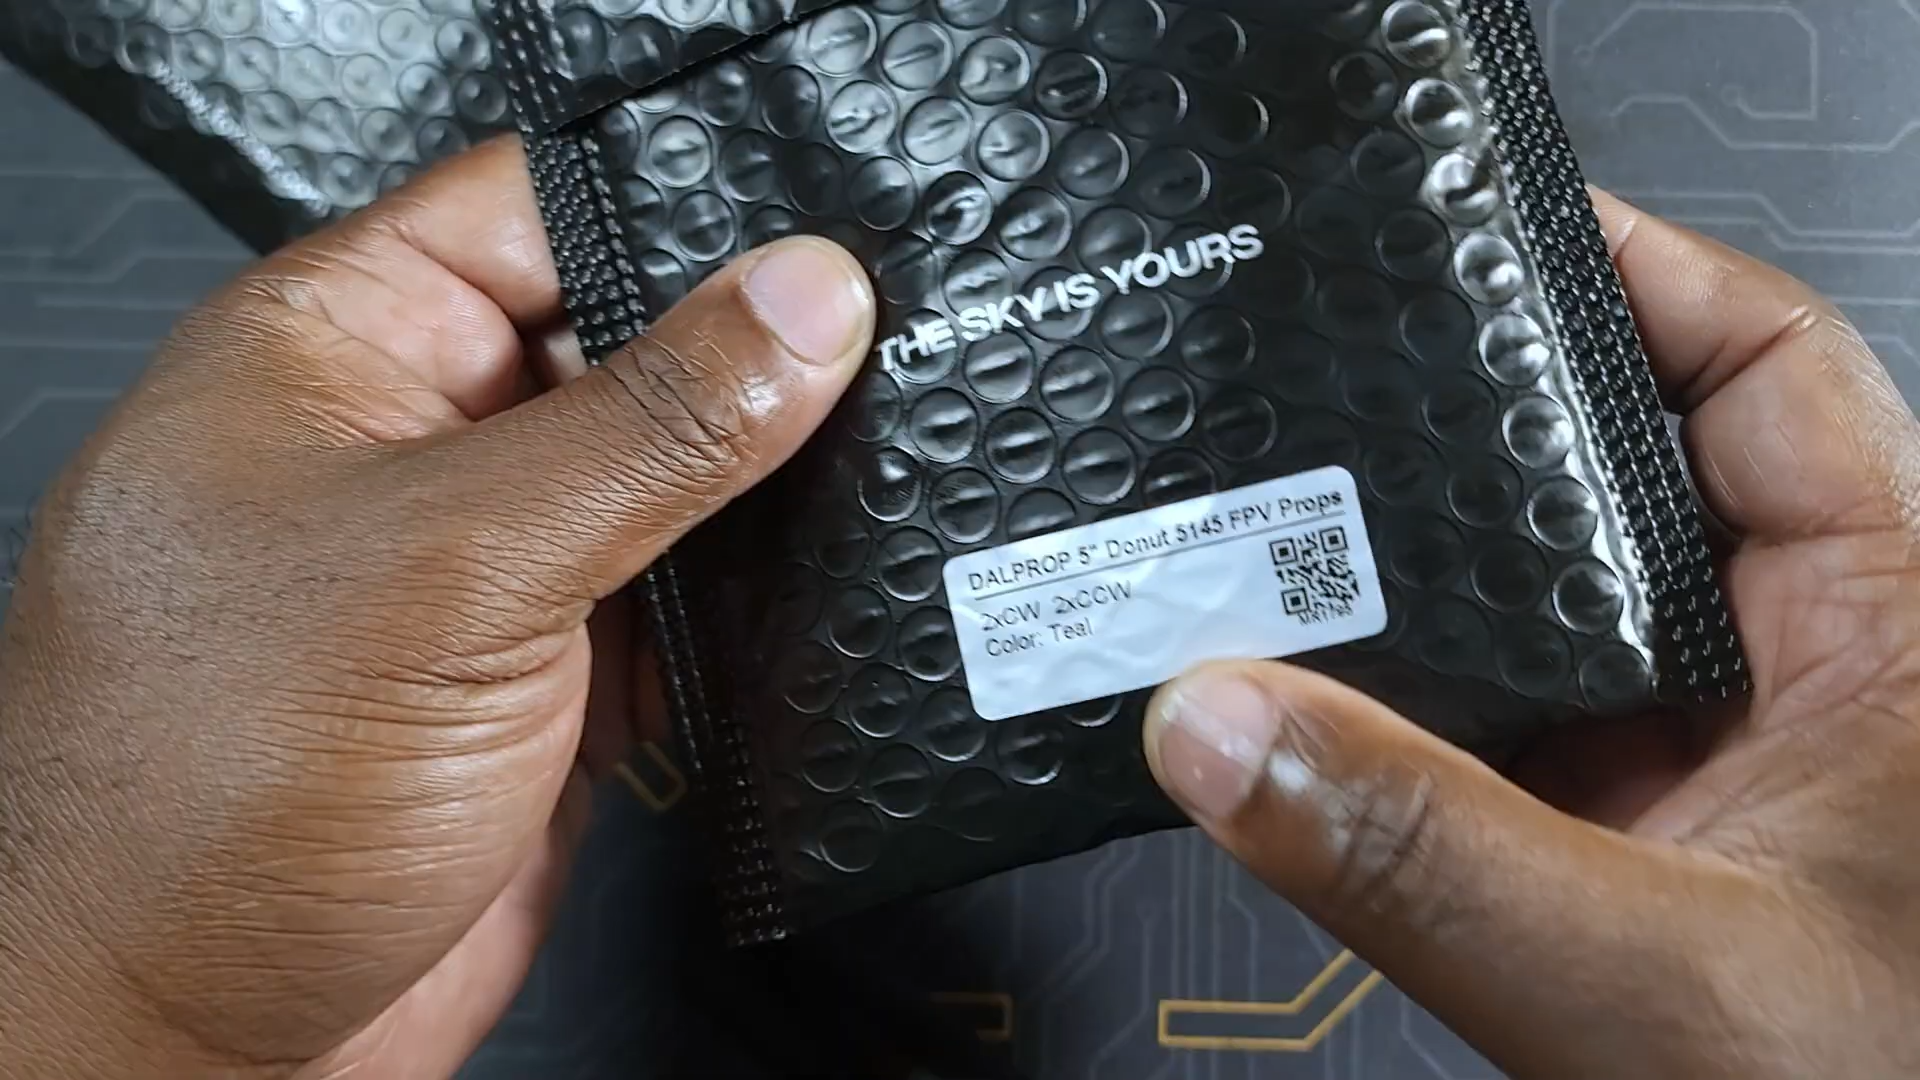 THE SKY IS YOURS
DALPROP 5" Donut 5145 FPV Props
2xCW 2xCCW
Color: Teal